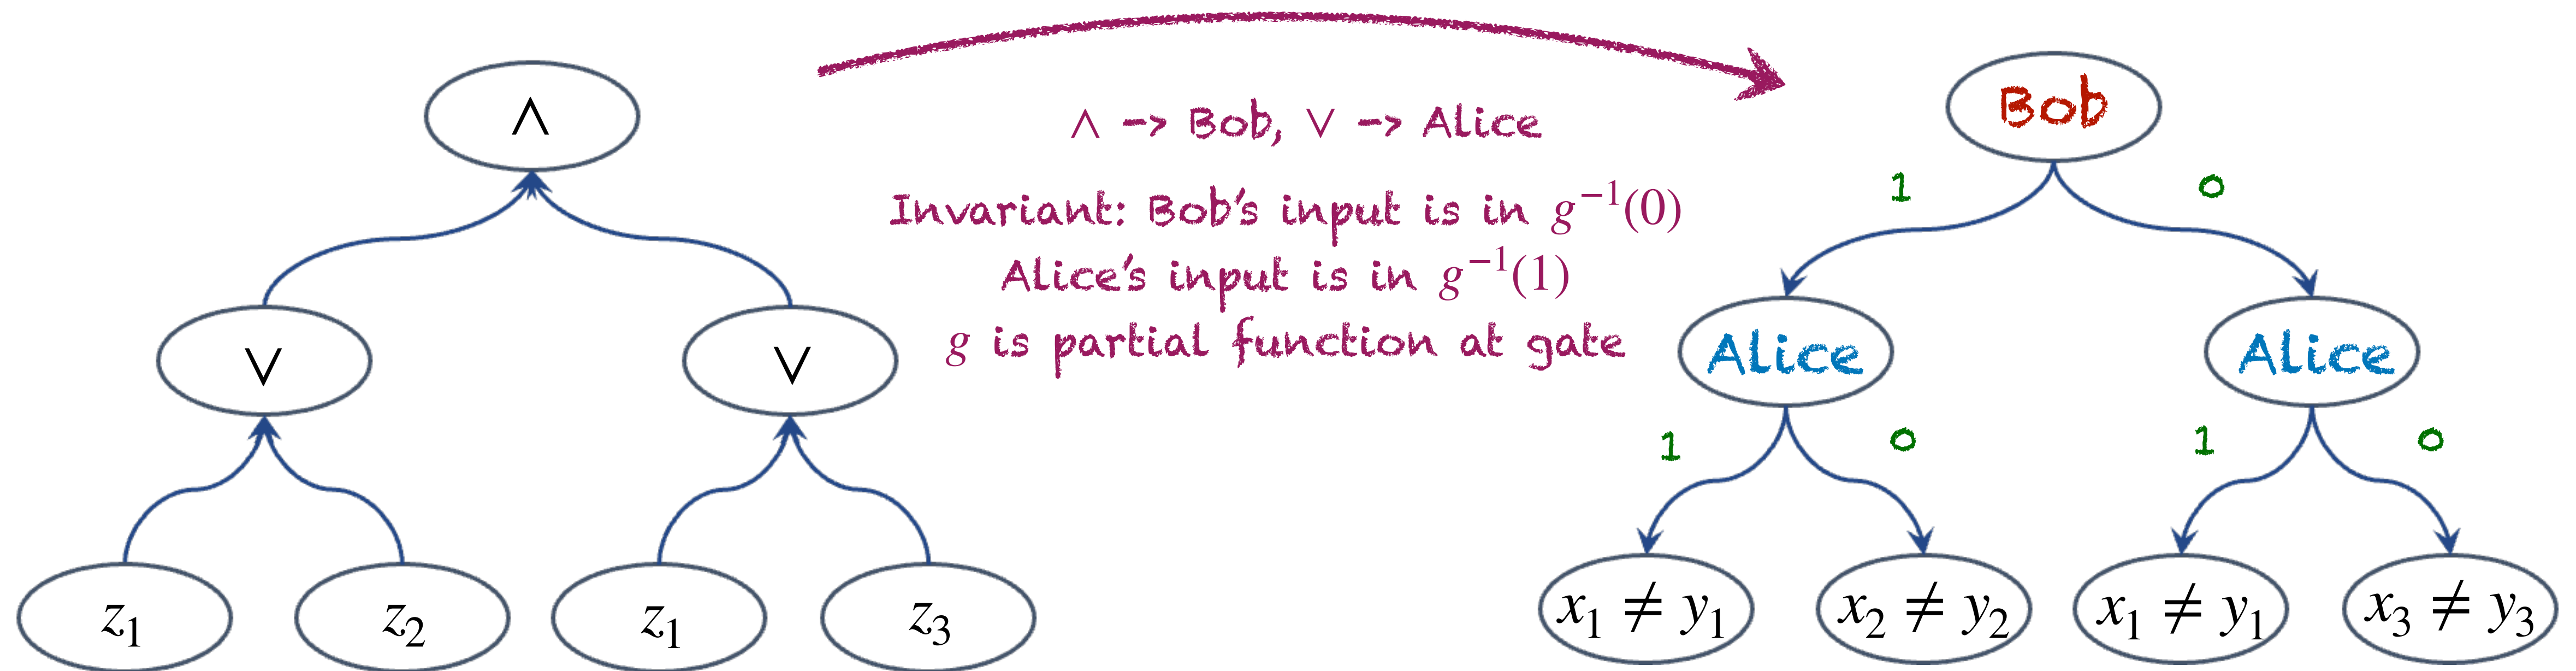 ∧
∨
∨
z₁
z₂
z₁
z₃
∧ -> Bob, ∨ -> Alice
Invariant: Bob's input is in g⁻¹(0)
Alice's input is in g⁻¹(1)
g is partial function at gate
Bob
1
0
Alice
Alice
1
0
1
0
x₁ ≠ y₁
x₂ ≠ y₂
x₁ ≠ y₁
x₃ ≠ y₃